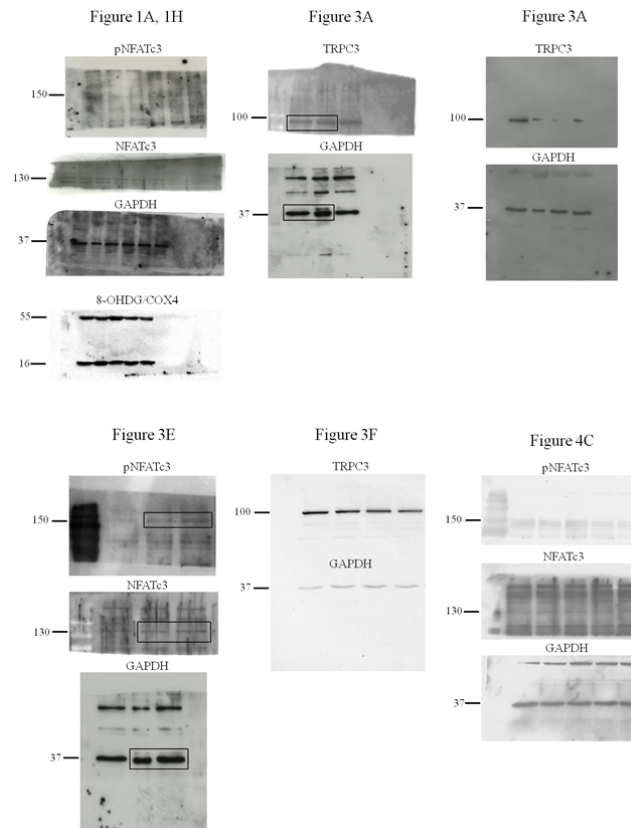 Figure 1A, 1H
pNFATc3
150
NFATc3
130
GAPDH
37
8-OHDG/COX4
55
16
Figure 3A
TRPC3
100
GAPDH
37
Figure 3A
TRPC3
100
GAPDH
37
Figure 3E
pNFATc3
150
NFATc3
130
GAPDH
37
Figure 3F
TRPC3
100
GAPDH
37
Figure 4C
pNFATc3
150
NFATc3
130
GAPDH
37